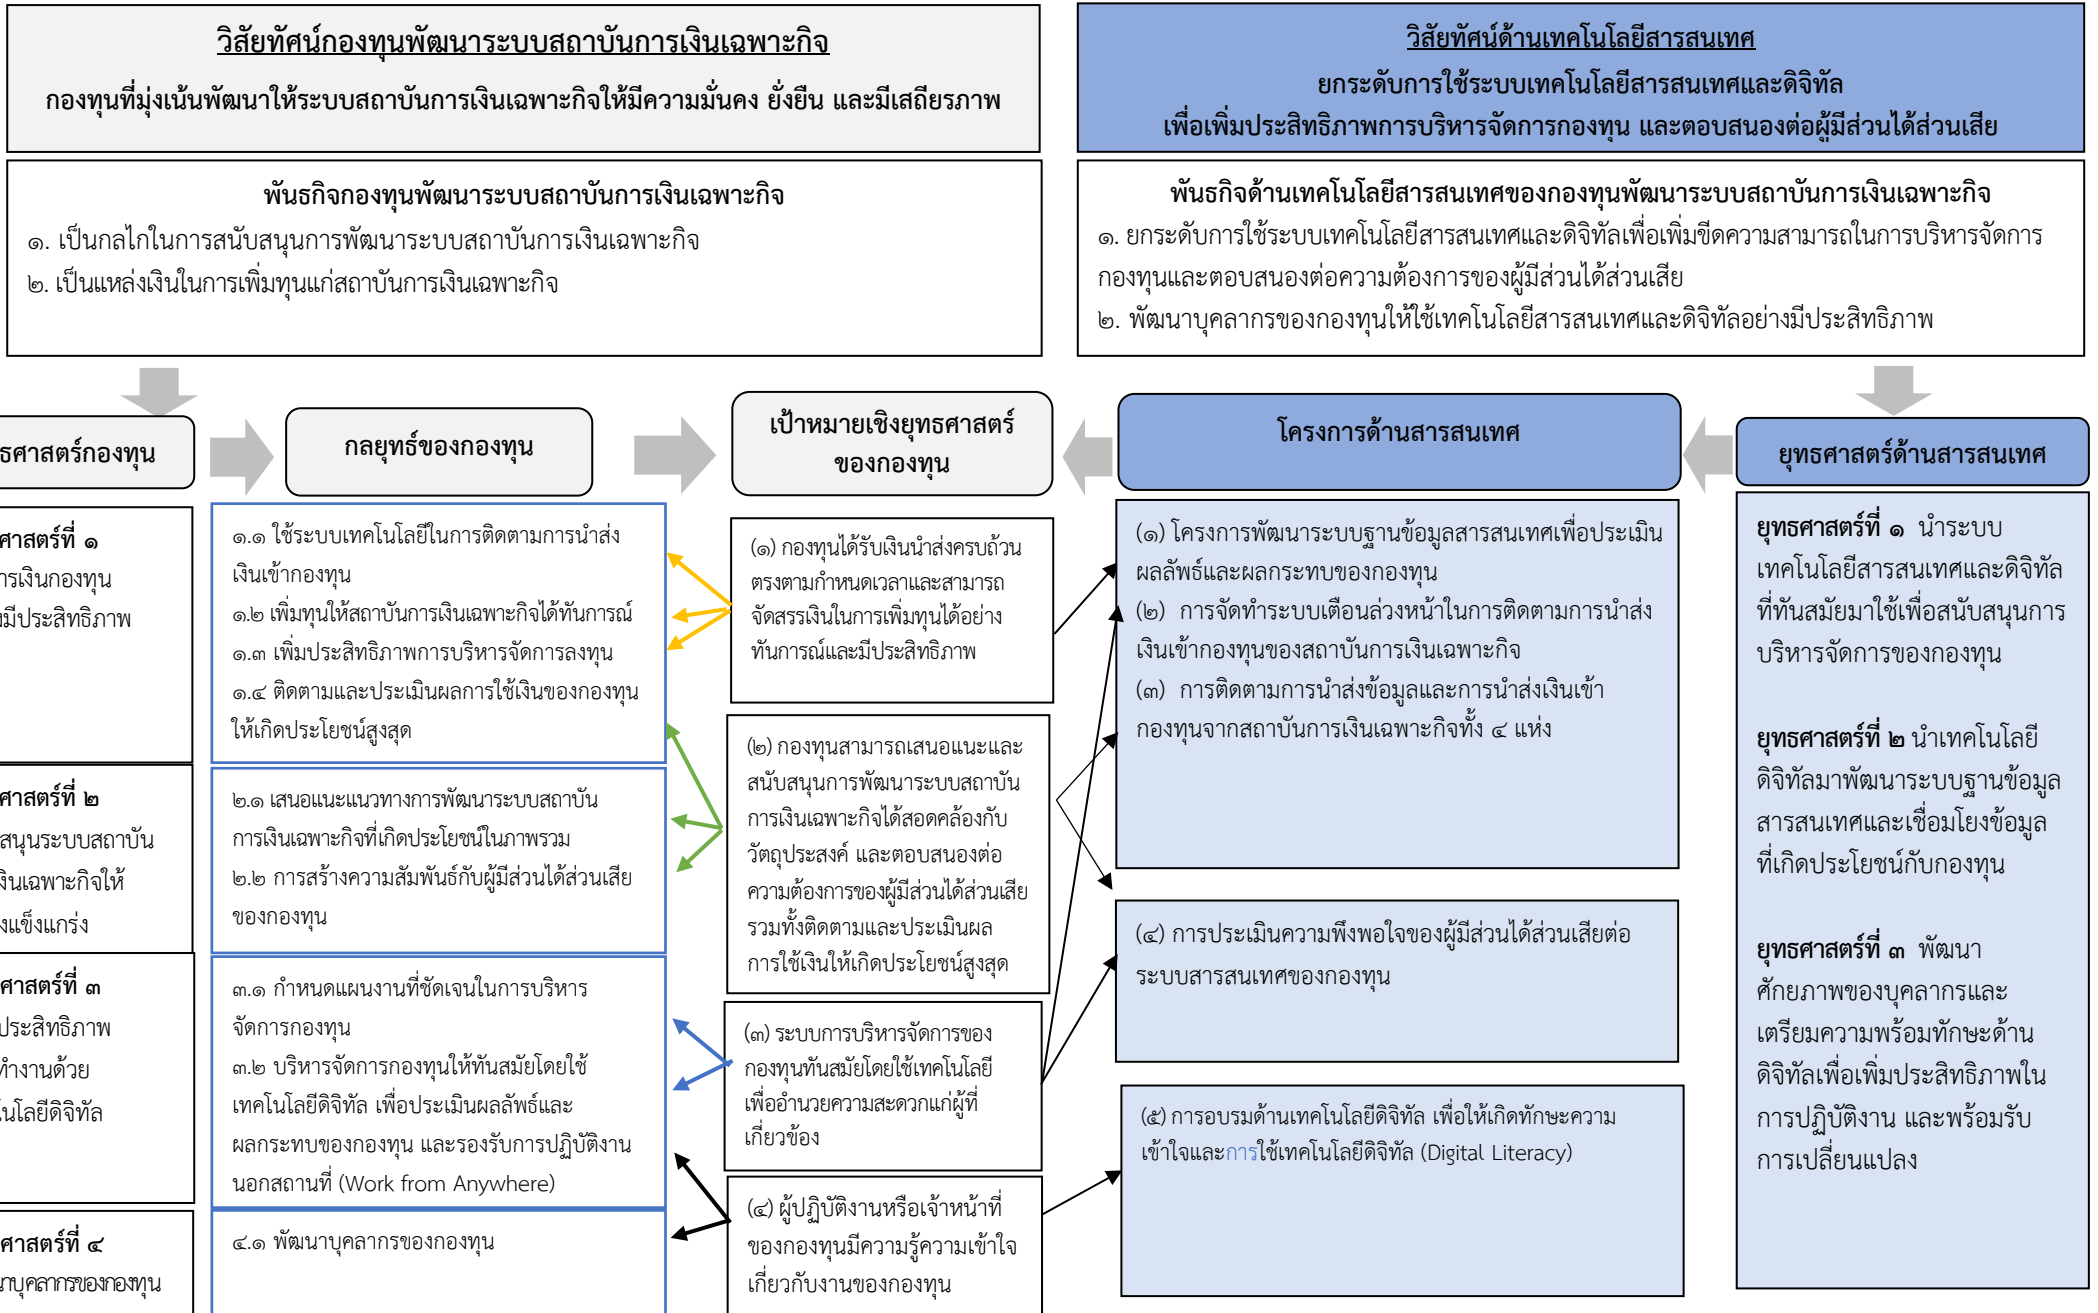 วิสัยทัศน์กองทุนพัฒนาระบบสถาบันการเงินเฉพาะกิจ
กองทุนที่มุ่งเน้นพัฒนาให้ระบบสถาบันการเงินเฉพาะกิจให้มีความมั่นคง ยั่งยืน และมีเสถียรภาพ
วิสัยทัศน์ด้านเทคโนโลยีสารสนเทศ
ยกระดับการใช้ระบบเทคโนโลยีสารสนเทศและดิจิทัล
เพื่อเพิ่มประสิทธิภาพการบริหารจัดการกองทุน และตอบสนองต่อผู้มีส่วนได้ส่วนเสีย
พันธกิจกองทุนพัฒนาระบบสถาบันการเงินเฉพาะกิจ
๑. เป็นกลไกในการสนับสนุนการพัฒนาระบบสถาบันการเงินเฉพาะกิจ
๒. เป็นแหล่งเงินในการเพิ่มทุนแก่สถาบันการเงินเฉพาะกิจ
พันธกิจด้านเทคโนโลยีสารสนเทศของกองทุนพัฒนาระบบสถาบันการเงินเฉพาะกิจ
๑. ยกระดับการใช้ระบบเทคโนโลยีสารสนเทศและดิจิทัลเพื่อเพิ่มขีดความสามารถในการบริหารจัดการ
กองทุนและตอบสนองต่อความต้องการของผู้มีส่วนได้ส่วนเสีย
๒. พัฒนาบุคลากรของกองทุนให้ใช้เทคโนโลยีสารสนเทศและดิจิทัลอย่างมีประสิทธิภาพ
ธศาสตร์กองทุน
กลยุทธ์ของกองทุน
เป้าหมายเชิงยุทธศาสตร์
ของกองทุน
โครงการด้านสารสนเทศ
ยุทธศาสตร์ด้านสารสนเทศ
ศาสตร์ที่ ๑
ารเงินกองทุน
งมีประสิทธิภาพ
ศาสตร์ที่ ๒
สนุนระบบสถาบัน
งินเฉพาะกิจให้
งแข็งแกร่ง
ศาสตร์ที่ ๓
ประสิทธิภาพ
ทำงานด้วย
นโลยีดิจิทัล
ศาสตร์ที่ ๔
นาบุคลากรของกองทุน
๑.๑ ใช้ระบบเทคโนโลยีในการติดตามการนำส่ง
เงินเข้ากองทุน
๑.๒ เพิ่มทุนให้สถาบันการเงินเฉพาะกิจได้ทันการณ์
๑.๓ เพิ่มประสิทธิภาพการบริหารจัดการลงทุน
๑.๔ ติดตามและประเมินผลการใช้เงินของกองทุน
ให้เกิดประโยชน์สูงสุด
๒.๑ เสนอแนะแนวทางการพัฒนาระบบสถาบัน
การเงินเฉพาะกิจที่เกิดประโยชน์ในภาพรวม
๒.๒ การสร้างความสัมพันธ์กับผู้มีส่วนได้ส่วนเสีย
ของกองทุน
๓.๑ กำหนดแผนงานที่ชัดเจนในการบริหาร
จัดการกองทุน
๓.๒ บริหารจัดการกองทุนให้ทันสมัยโดยใช้
เทคโนโลยีดิจิทัล เพื่อประเมินผลลัพธ์และ
ผลกระทบของกองทุน และรองรับการปฏิบัติงาน
นอกสถานที่ (Work from Anywhere)
๔.๑ พัฒนาบุคลากรของกองทุน
(๑) กองทุนได้รับเงินนำส่งครบถ้วน
ตรงตามกำหนดเวลาและสามารถ
จัดสรรเงินในการเพิ่มทุนได้อย่าง
ทันการณ์และมีประสิทธิภาพ
(๒) กองทุนสามารถเสนอแนะและ
สนับสนุนการพัฒนาระบบสถาบัน
การเงินเฉพาะกิจได้สอดคล้องกับ
วัตถุประสงค์ และตอบสนองต่อ
ความต้องการของผู้มีส่วนได้ส่วนเสีย
รวมทั้งติดตามและประเมินผล
การใช้เงินให้เกิดประโยชน์สูงสุด
(๓) ระบบการบริหารจัดการของ
กองทุนทันสมัยโดยใช้เทคโนโลยี
เพื่ออำนวยความสะดวกแก่ผู้ที่
เกี่ยวข้อง
(๔) ผู้ปฏิบัติงานหรือเจ้าหน้าที่
ของกองทุนมีความรู้ความเข้าใจ
เกี่ยวกับงานของกองทุน
(๑) โครงการพัฒนาระบบฐานข้อมูลสารสนเทศเพื่อประเมิน
ผลลัพธ์และผลกระทบของกองทุน
(๒) การจัดทำระบบเตือนล่วงหน้าในการติดตามการนำส่ง
เงินเข้ากองทุนของสถาบันการเงินเฉพาะกิจ
(๓) การติดตามการนำส่งข้อมูลและการนำส่งเงินเข้า
กองทุนจากสถาบันการเงินเฉพาะกิจทั้ง ๔ แห่ง
(๔) การประเมินความพึงพอใจของผู้มีส่วนได้ส่วนเสียต่อ
ระบบสารสนเทศของกองทุน
(๕) การอบรมด้านเทคโนโลยีดิจิทัล เพื่อให้เกิดทักษะความ
เข้าใจและการใช้เทคโนโลยีดิจิทัล (Digital Literacy)
ยุทธศาสตร์ที่ ๑ นำระบบ
เทคโนโลยีสารสนเทศและดิจิทัล
ที่ทันสมัยมาใช้เพื่อสนับสนุนการ
บริหารจัดการของกองทุน
ยุทธศาสตร์ที่ ๒ นำเทคโนโลยี
ดิจิทัลมาพัฒนาระบบฐานข้อมูล
สารสนเทศและเชื่อมโยงข้อมูล
ที่เกิดประโยชน์กับกองทุน
ยุทธศาสตร์ที่ ๓ พัฒนา
ศักยภาพของบุคลากรและ
เตรียมความพร้อมทักษะด้าน
ดิจิทัลเพื่อเพิ่มประสิทธิภาพใน
การปฏิบัติงาน และพร้อมรับ
การเปลี่ยนแปลง